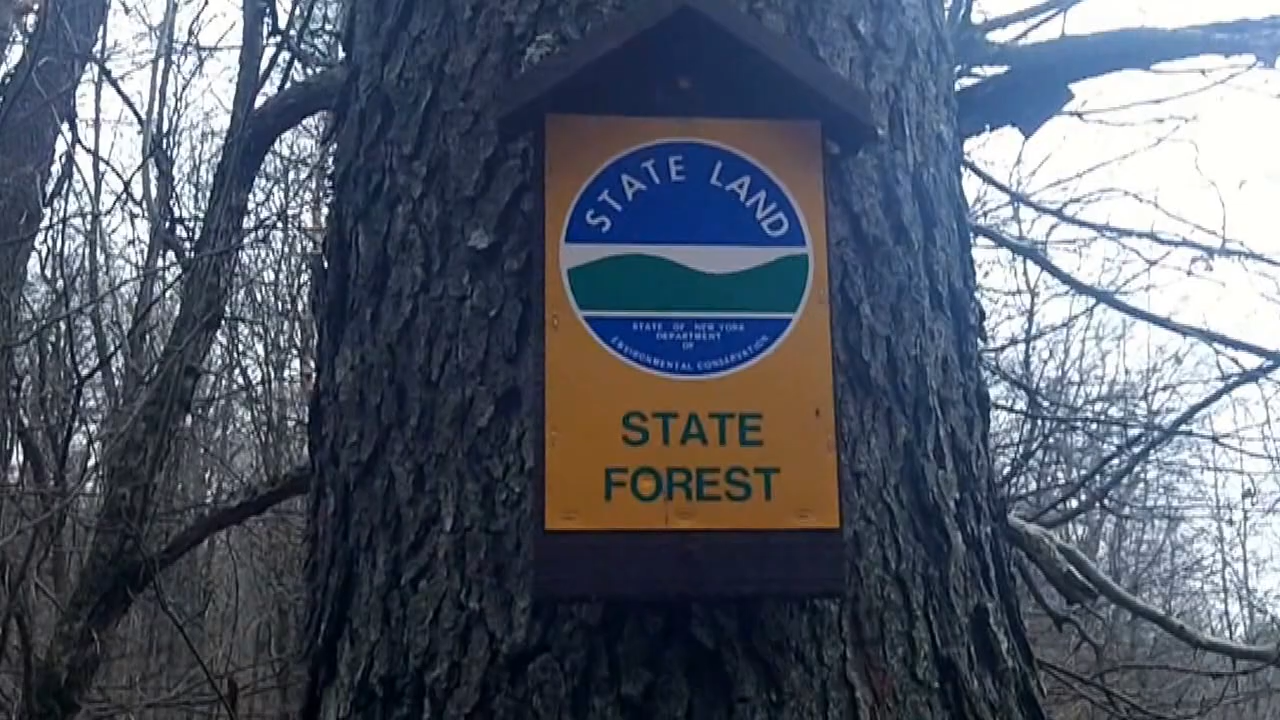 STATE LAND
STATE OF NEW YORK
DEPARTMENT
OF
ENVIRONMENTAL CONSERVATION
STATE
FOREST